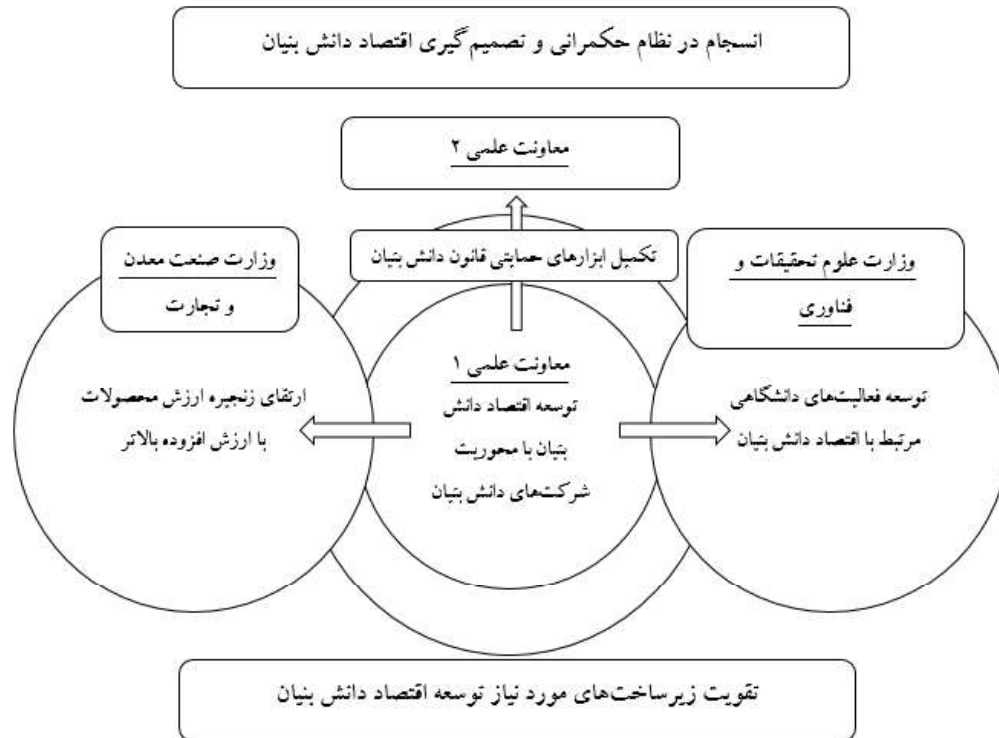 انسجام در نظام حکمرانی و تصمیم‌گیری اقتصاد دانش بنیان
معاونت علمی ۲
تکمیل ابزارهای حمایتی قانون دانش بنیان
وزارت علوم تحقیقات و
فناوری
توسعه فعالیت‌های دانشگاهی
مرتبط با اقتصاد دانش بنیان
معاونت علمی ۱
توسعه اقتصاد دانش
بنیان با محوریت
شرکت‌های دانش بنیان
وزارت صنعت معدن
و تجارت
ارتقای زنجیره ارزش محصولات
با ارزش افزوده بالاتر
تقویت زیرساخت‌های مورد نیاز توسعه اقتصاد دانش بنیان